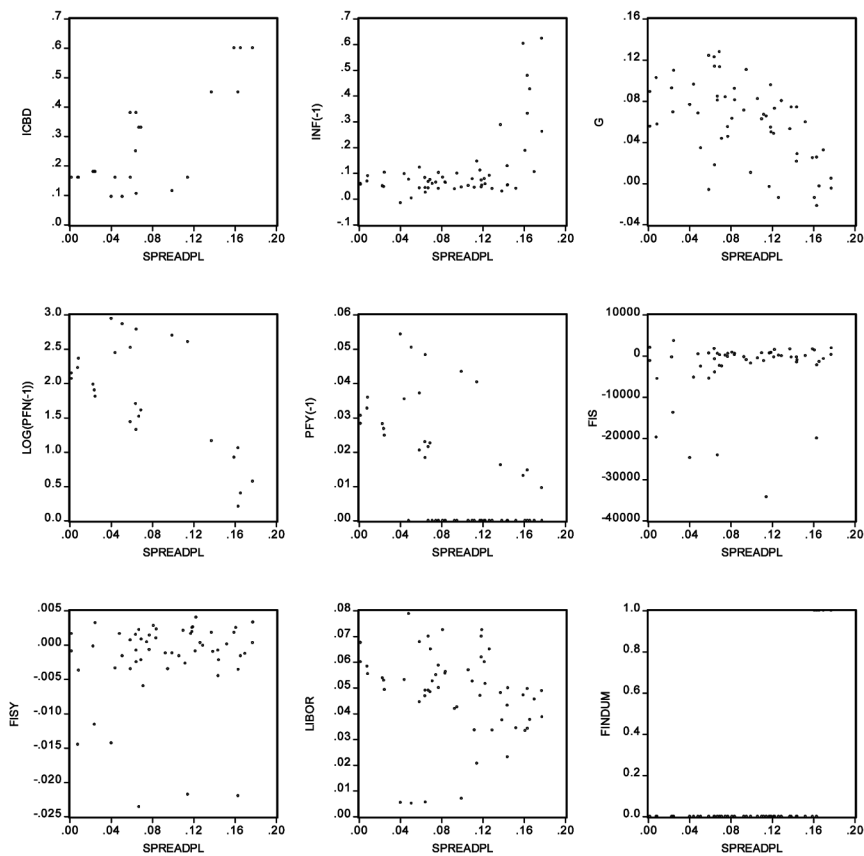 .7
.6
.5
.4
.3
.2
.1
.0
ICBD
.00 .04 .08 .12 .16 .20
SPREADPL
.7
.6
.5
.4
.3
.2
.1
.0
-.1
INF(-1)
.00 .04 .08 .12 .16 .20
SPREADPL
.16
.12
.08
.04
.00
-.04
G
.00 .04 .08 .12 .16 .20
SPREADPL
3.0
2.5
2.0
1.5
1.0
0.5
0.0
LOG(PFN(-1))
.00 .04 .08 .12 .16 .20
SPREADPL
.06
.05
.04
.03
.02
.01
.00
PFY(-1)
.00 .04 .08 .12 .16 .20
SPREADPL
10000
0
-10000
-20000
-30000
-40000
FIS
.00 .04 .08 .12 .16 .20
SPREADPL
.005
.000
-.005
-.010
-.015
-.020
-.025
FISY
.00 .04 .08 .12 .16 .20
SPREADPL
.08
.07
.06
.05
.04
.03
.02
.01
.00
LIBOR
.00 .04 .08 .12 .16 .20
SPREADPL
1.0
0.8
0.6
0.4
0.2
0.0
FINDUM
.00 .04 .08 .12 .16 .20
SPREADPL